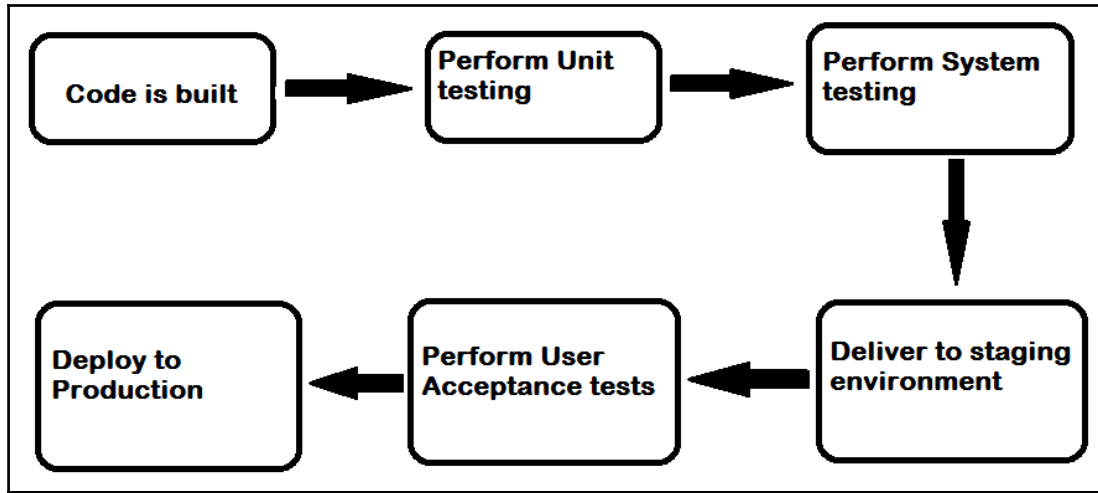 Code is built
Perform Unit
testing
Perform System
testing
Deliver to staging
environment
Perform User
Acceptance tests
Deploy to
Production